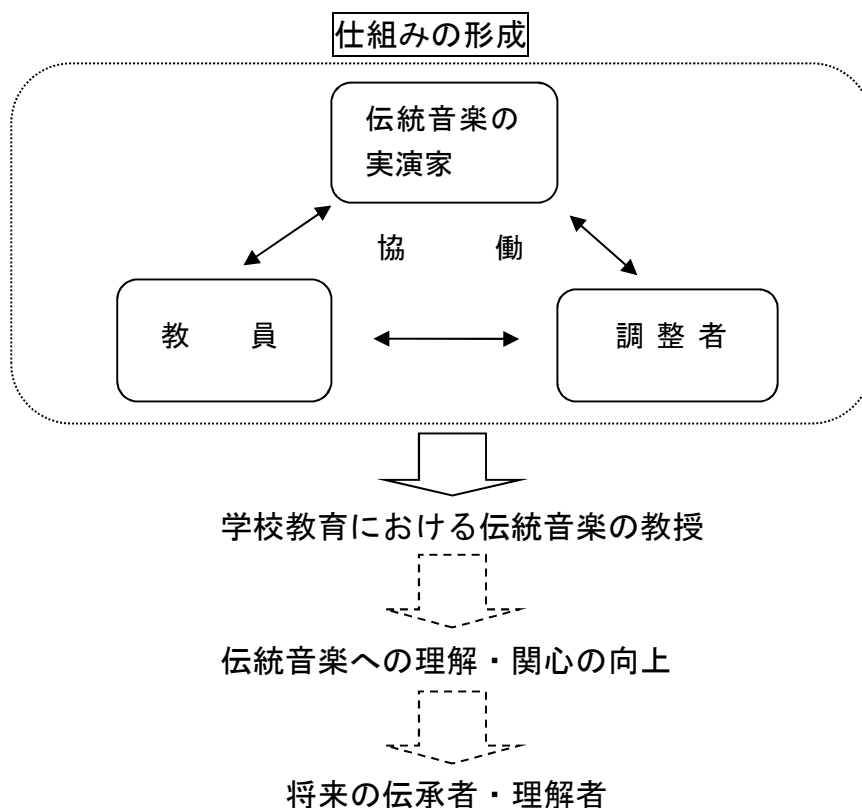 仕組みの形成
伝統音楽の
実演家
協　　　働
教　　員
調 整 者
学校教育における伝統音楽の教授
伝統音楽への理解・関心の向上
将来の伝承者・理解者